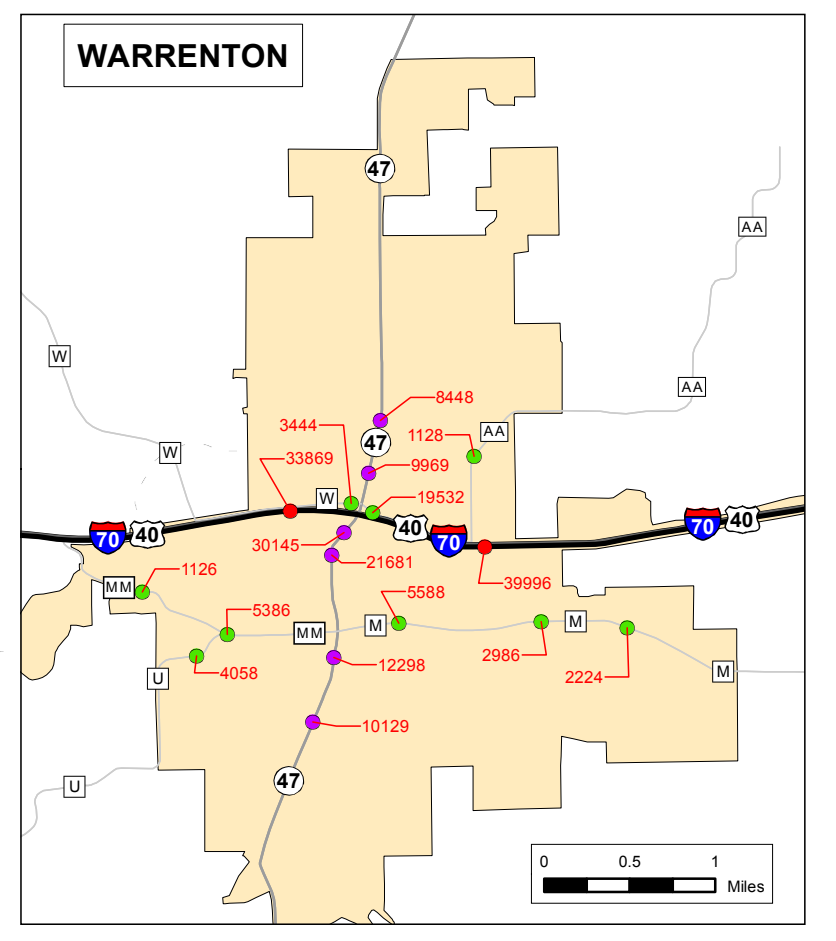 WARRENTON
47
AA
W
AA
8448
3444
47
1128
AA
W
33869
9969
W
19532
40
70
40
70
40
70
30145
21681
39996
1126
MM
5588
5386
MM
M
M
12298
2986
4058
2224
M
U
10129
47
U
0 0.5 1
Miles